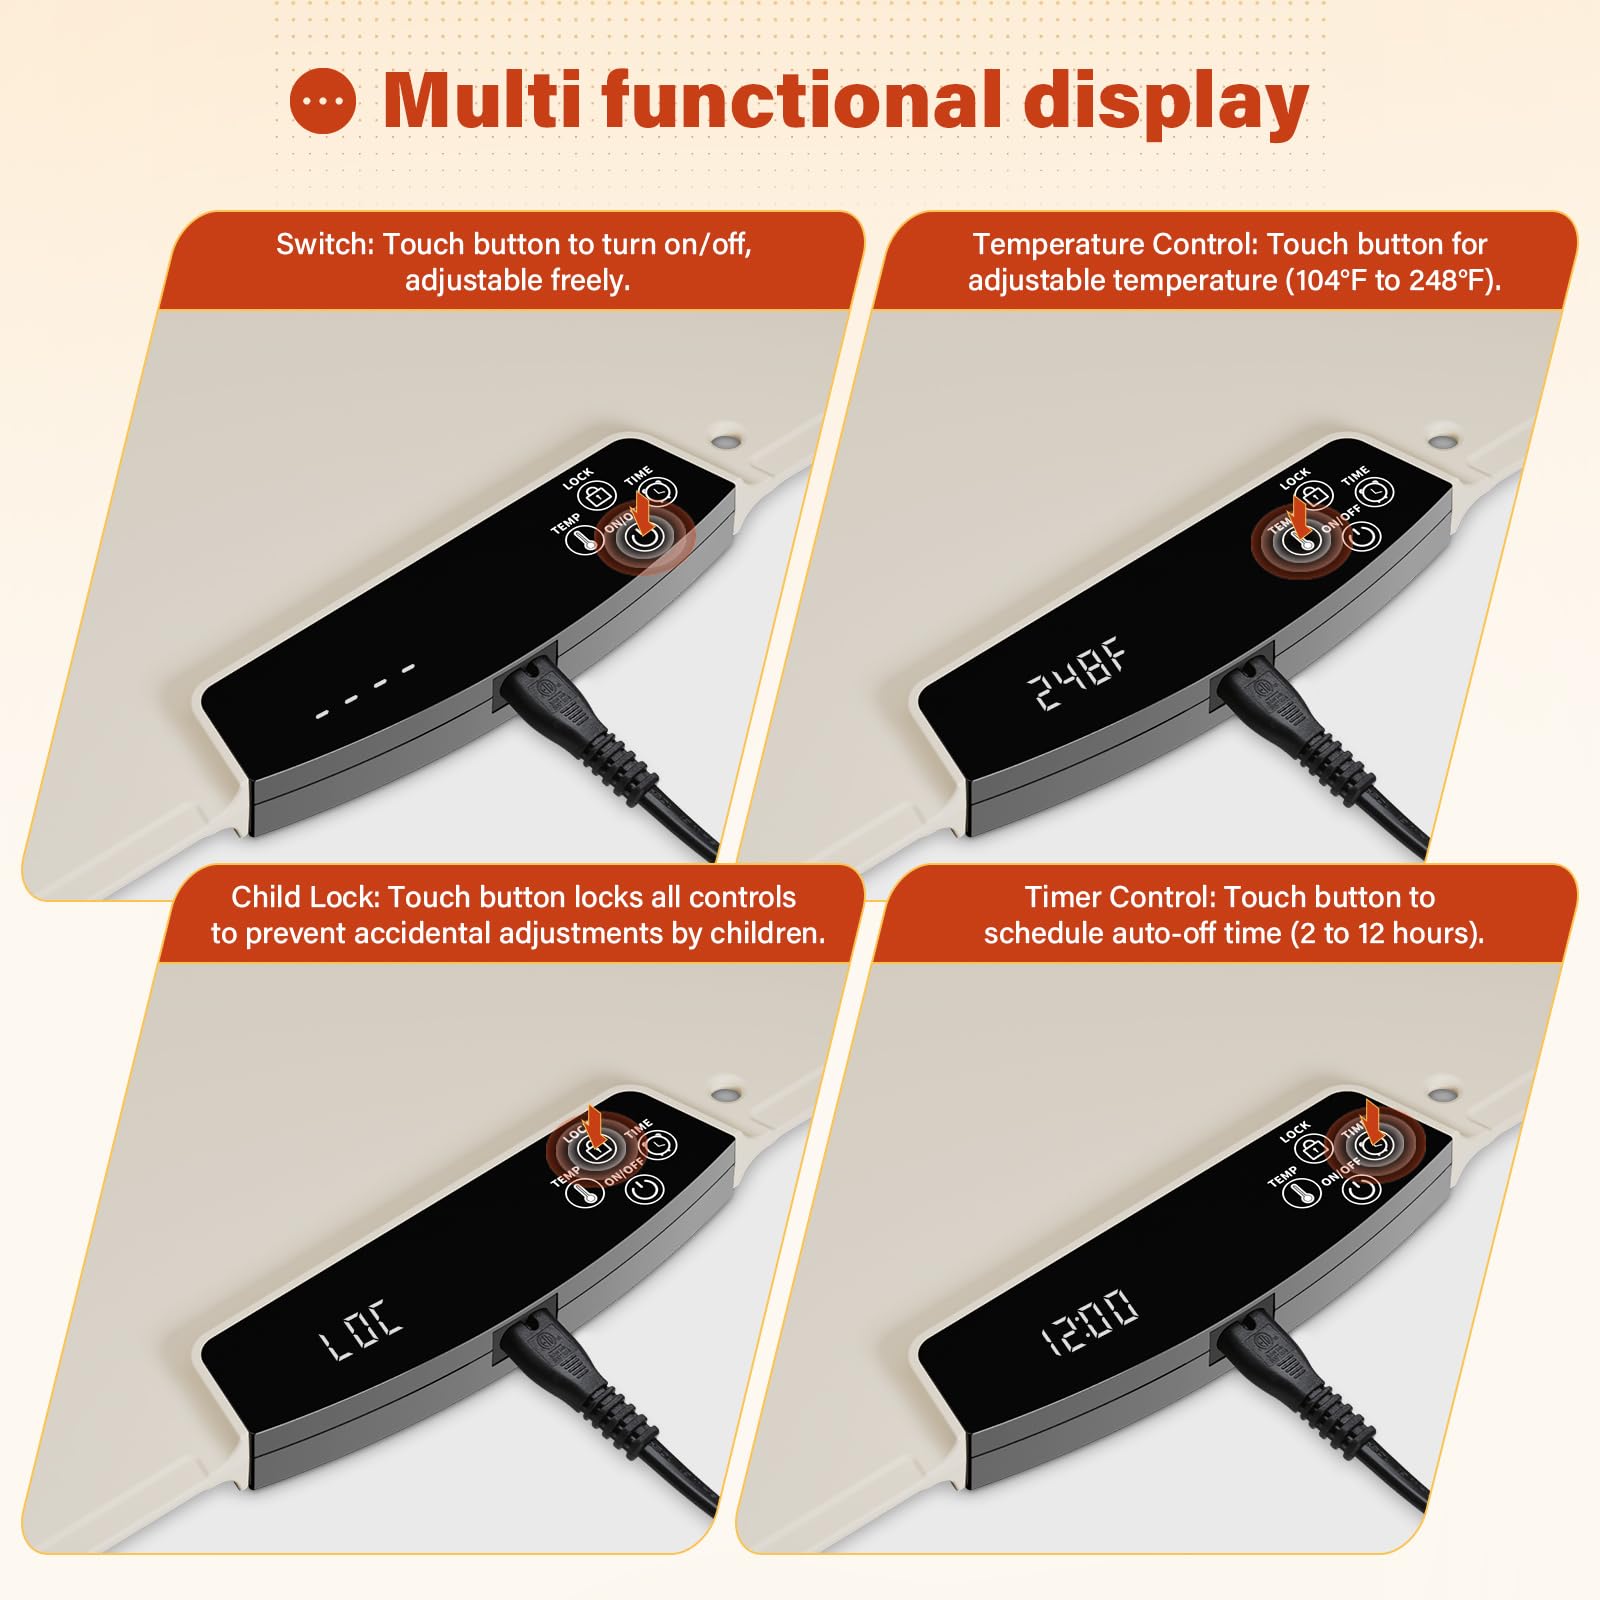 Multi functional display
Switch: Touch button to turn on/off,
adjustable freely.
Temperature Control: Touch button for
adjustable temperature (104°F to 248°F).
LOCK
TIME
TEMP
LOCK
TIME
ON/OFF
248F
Child Lock: Touch button locks all controls
to prevent accidental adjustments by children.
Timer Control: Touch button to
schedule auto-off time (2 to 12 hours).
TIME
TEMP
ON/OFF
LOC
LOCK
TEMP
ON/OFF
12:00